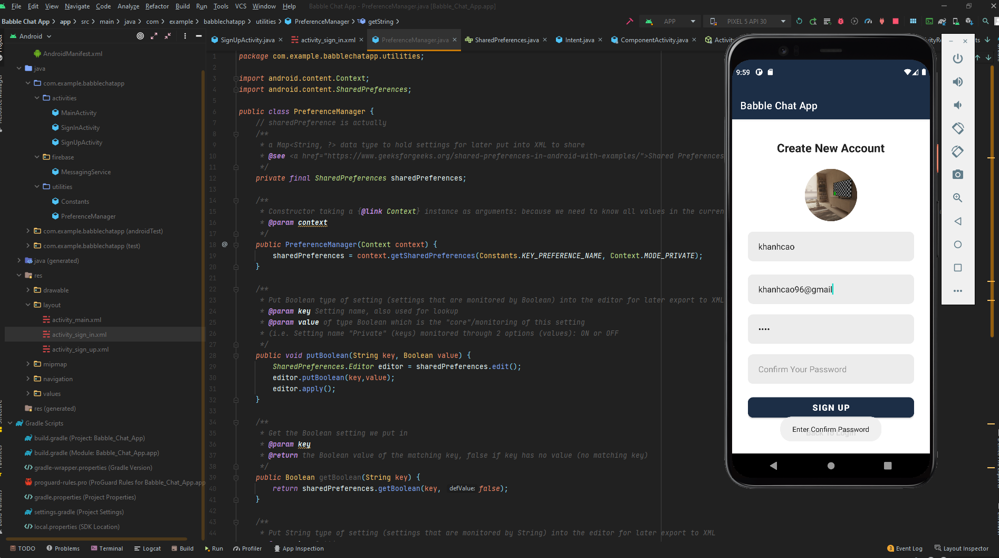 File Edit View Navigate Code Analyze Refactor Build Run Tools VCS Window Help Babble Chat App - PreferenceManager.java [Babble_Chat_App.app]
Babble Chat App app src main java com example babblechatapp utilities PreferenceManager getString
APP PIXEL 5 API 30
Android
SignUpActivity.java activity_sign_in.xml PreferenceManager.java SharedPreferences.java Intent.java ComponentActivity.java
AndroidManifest.xml
java
com.example.babblechatapp
activities
MainActivity
SignInActivity
SignUpActivity
firebase
MessagingService
utilities
Constants
PreferenceManager
com.example.babblechatapp (androidTest)
com.example.babblechatapp (test)
java (generated)
res
drawable
layout
activity_main.xml
activity_sign_in.xml
activity_sign_up.xml
mipmap
navigation
values
res (generated)
Gradle Scripts
build.gradle (Project: Babble_Chat_App)
build.gradle (Module: Babble_Chat_App.app)
gradle-wrapper.properties (Gradle Version)
proguard-rules.pro (ProGuard Rules for Babble_Chat_App.app
gradle.properties (Project Properties)
settings.gradle (Project Settings)
local.properties (SDK Location)
1 package com.example.babblechatapp.utilities;
2
3 import android.content.Context;
4 import android.content.SharedPreferences;
5
6 public class PreferenceManager {
7 // sharedPreference is actually
8 /**
9 * a Map<String, ?> data type to hold settings for later put into XML to share
10 * @see <a href="https://www.geeksforgeeks.org/shared-preferences-in-android-with-examples/">Shared Preferences
11 */
12 private final SharedPreferences sharedPreferences;
13
14 /**
15 * Constructor taking a {@link Context} instance as arguments: because we need to know all values in the curren
16 * @param context
17 */
18 public PreferenceManager(Context context) {
19 sharedPreferences = context.getSharedPreferences(Constants.KEY_PREFERENCE_NAME, Context.MODE_PRIVATE);
20 }
21
22 /**
23 * Put Boolean type of setting (settings that are monitored by Boolean) into the editor for later export to XML
24 * @param key Setting name, also used for lookup
25 * @param value of type Boolean which is the "core"/monitoring of this setting
26 * (i.e. Setting name "Private" (keys) monitored through 2 options (values): ON or OFF
27 */
28 public void putBoolean(String key, Boolean value) {
29 SharedPreferences.Editor editor = sharedPreferences.edit();
30 editor.putBoolean(key,value);
31 editor.apply();
32 }
33
34 /**
35 * Get the Boolean setting we put in
36 * @param key
37 * @return the Boolean value of the matching key, false if key has no value (no matching key)
38 */
39 public Boolean getBoolean(String key) {
40 return sharedPreferences.getBoolean(key, defValue: false);
41 }
42
43 /**
44 * Put String type of setting (settings that are monitored by String) into the editor for later export to XML
9:59
Babble Chat App
Create New Account
khanhcao
khanhcao96@gmail
••••
Confirm Your Password
SIGN UP
Enter Confirm Password
Back To Login
TODO Problems Terminal Logcat Build Run Profiler App Inspection 3 Event Log Layout Inspector